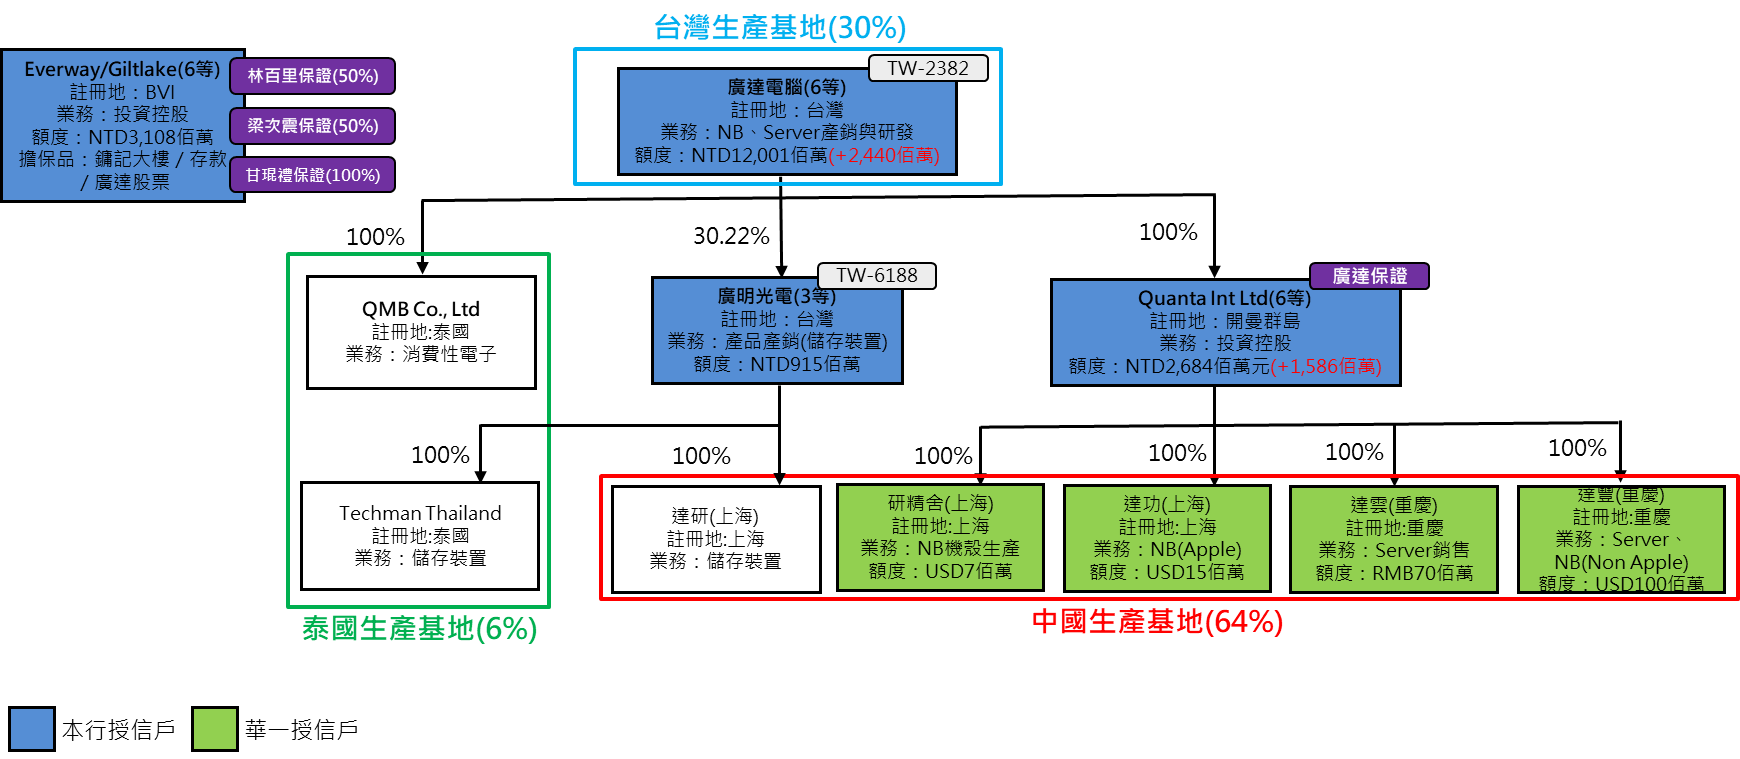 台灣生產基地(30%)
Everway/Giltlake(6等)
註冊地：BVI
業務：投資控股
額度：NTD3,108佰萬
擔保品：鏞記大樓 / 存款
/ 廣達股票
林百里保證(50%)
梁次震保證(50%)
甘琨禮保證(100%)
TW-2382
廣達電腦(6等)
註冊地：台灣
業務：NB、Server產銷與研發
額度：NTD12,001佰萬(+2,440佰萬)
100%
30.22%
100%
QMB Co., Ltd
註冊地:泰國
業務：消費性電子
TW-6188
廣明光電(3等)
註冊地：台灣
業務：產品產銷(儲存裝置)
額度：NTD915佰萬
廣達保證
Quanta Int Ltd(6等)
註冊地：開曼群島
業務：投資控股
額度：NTD2,684佰萬元(+1,586佰萬)
100%
100%
100%
100%
100%
100%
Techman Thailand
註冊地:泰國
業務：儲存裝置
達研(上海)
註冊地:上海
業務：儲存裝置
研精舍(上海)
註冊地:上海
業務：NB機殼生產
額度：USD7佰萬
達功(上海)
註冊地:上海
業務：NB(Apple)
額度：USD15佰萬
達雲(重慶)
註冊地:重慶
業務：Server銷售
額度：RMB70佰萬
達豐(重慶)
註冊地:重慶
業務：Server、
NB(Non Apple)
額度：USD100佰萬
泰國生產基地(6%)
中國生產基地(64%)
本行授信戶
華一授信戶